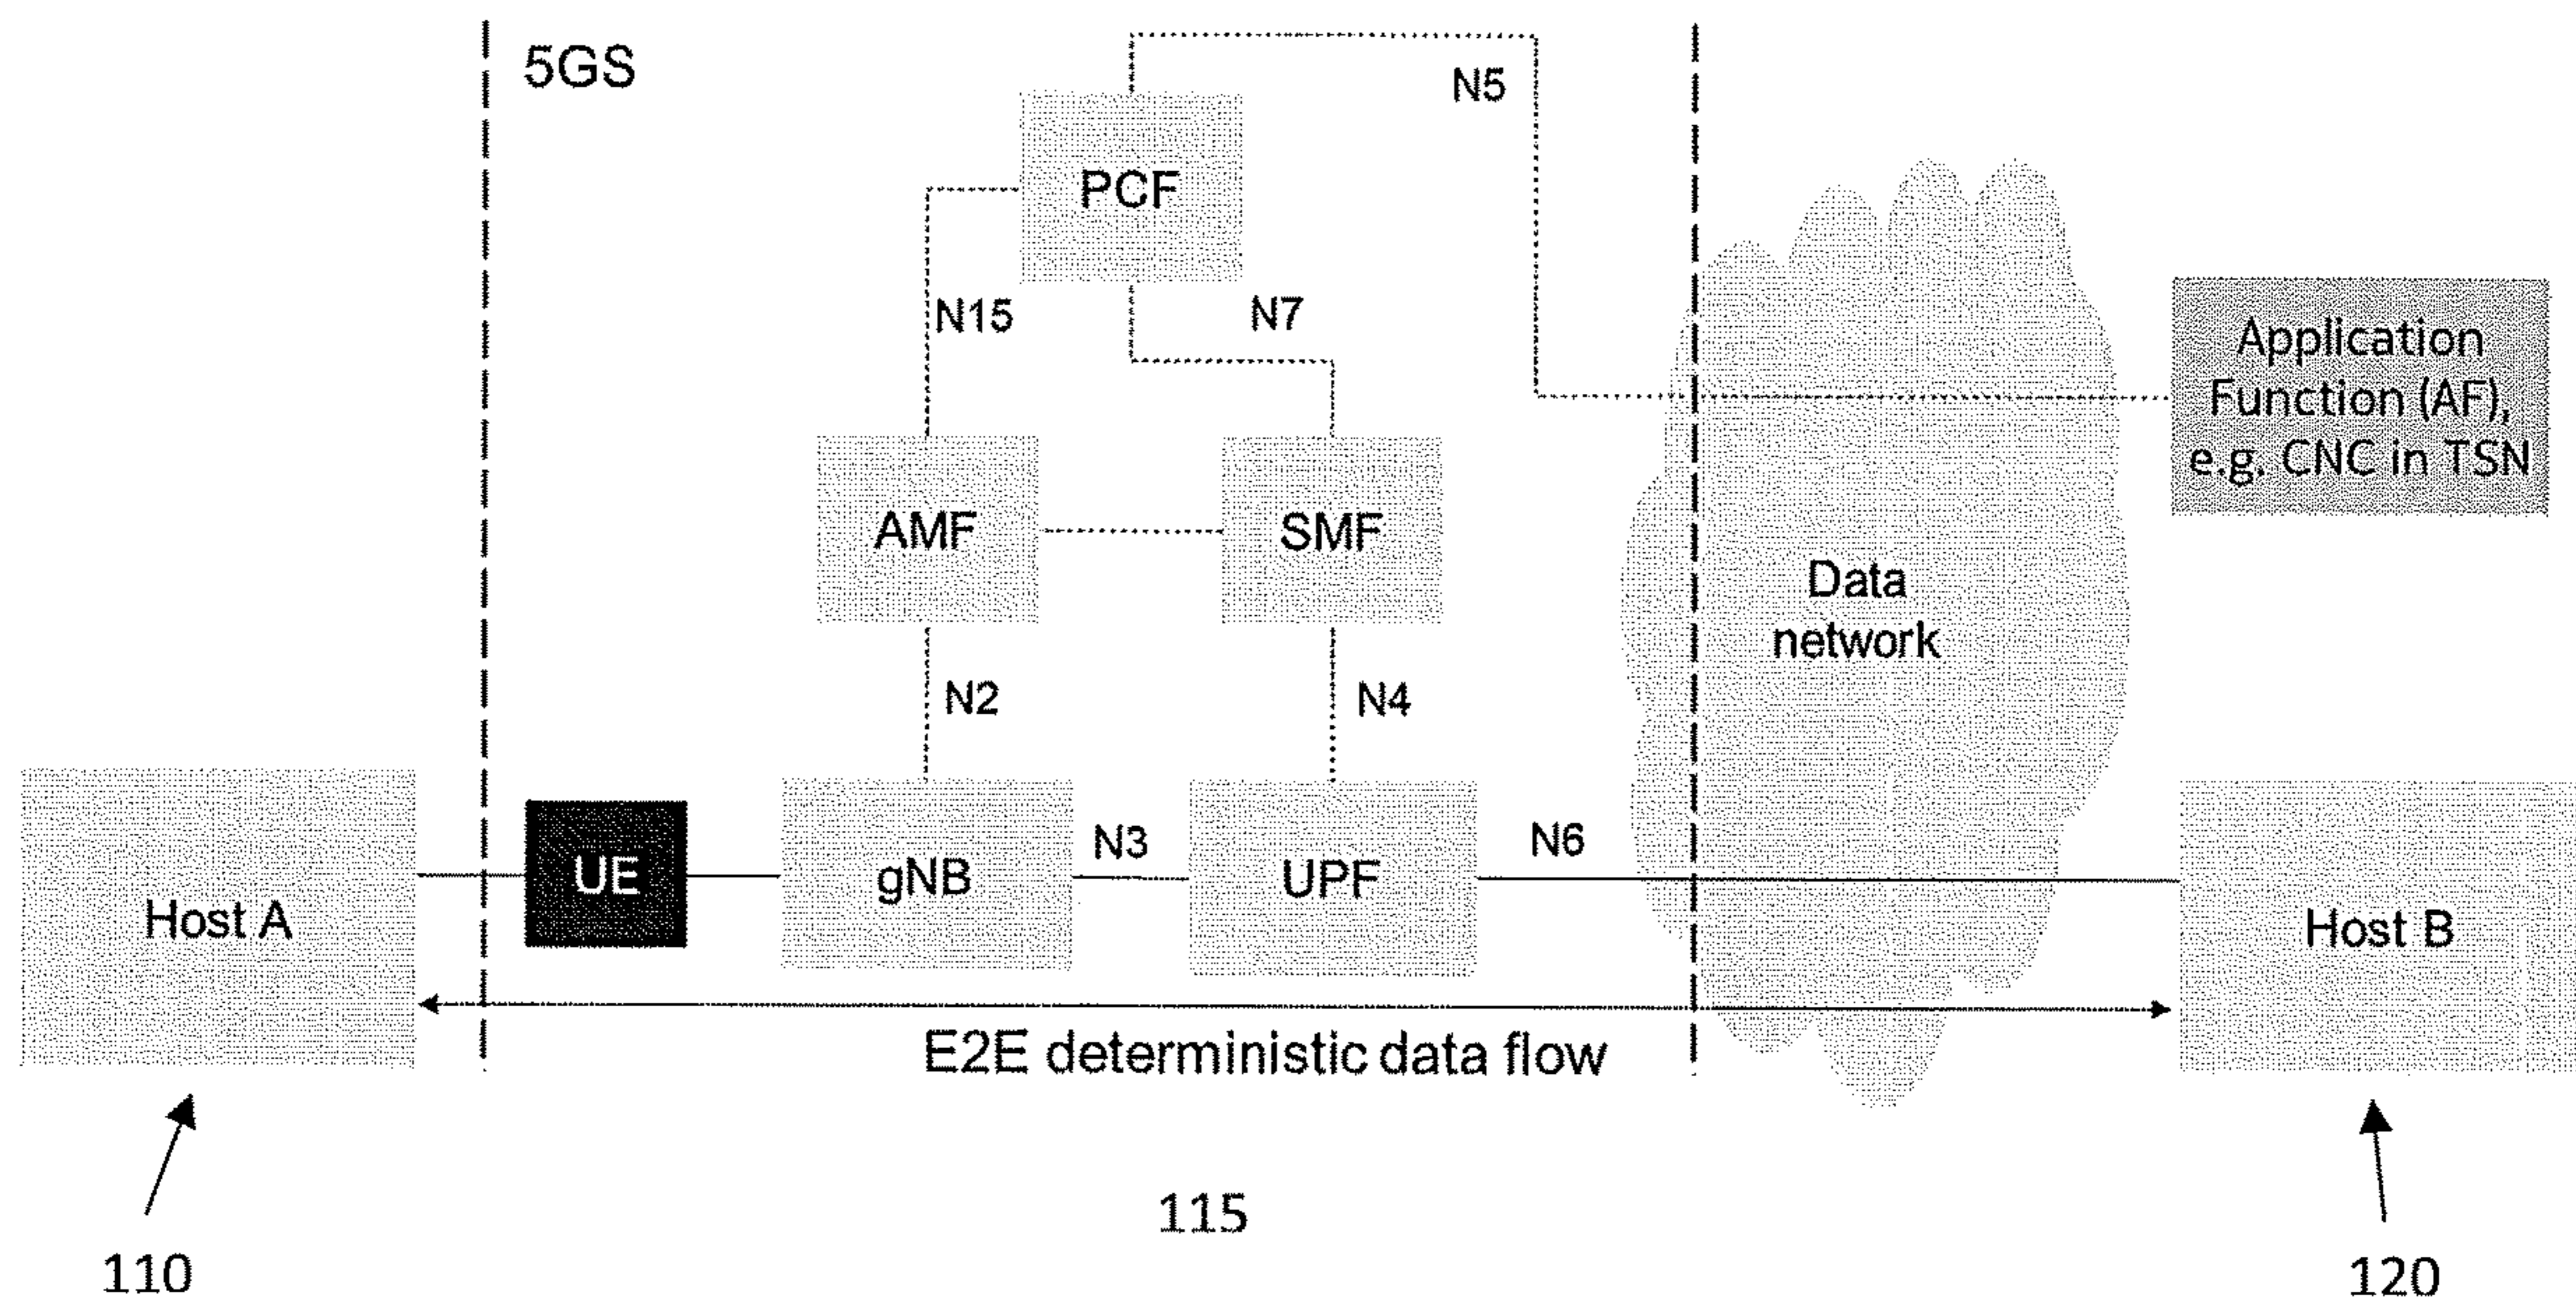 5GS
N5
PCF
N15
N7
Application
Function (AF),
e.g. CNC in TSN
AMF
SMF
Data
network
N2
N4
Host A
UE
gNB
N3
UPF
N6
Host B
E2E deterministic data flow
115
110
120